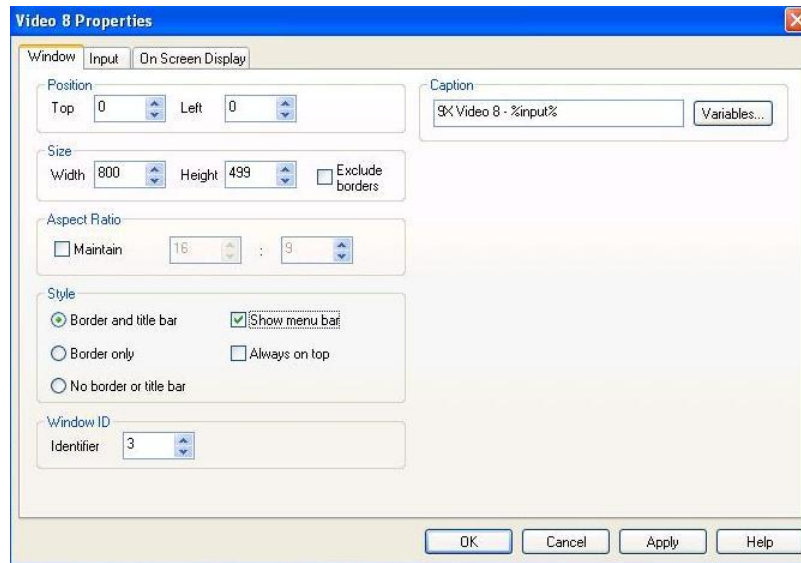 Video 8 Properties
Window Input On Screen Display
Position
Top 0 Left 0
Caption
9X Video 8 - %input% Variables...
Size
Width 800 Height 499 Exclude borders
Aspect Ratio
Maintain 16 : 9
Style
Border and title bar Show menu bar
Border only Always on top
No border or title bar
Window ID
Identifier 3
OK Cancel Apply Help